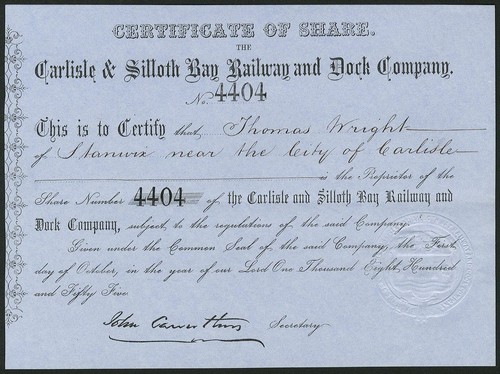 CERTIFICATE OF SHARE.
THE
Carlisle & Silloth Bay Railway and Dock Company.
No. 4404
This is to Certify that, Thomas Wright
of Stanwix near the City of Carlisle
is the Proprietor of the
Share Number 4404 of the Carlisle and Silloth Bay Railway and
Dock Company, subject to the regulations of the said Company.
Given under the Common Seal of the said Company, the First
day of October, in the year of our Lord One Thousand Eight Hundred
and Fifty Five.
John Carruthers Secretary